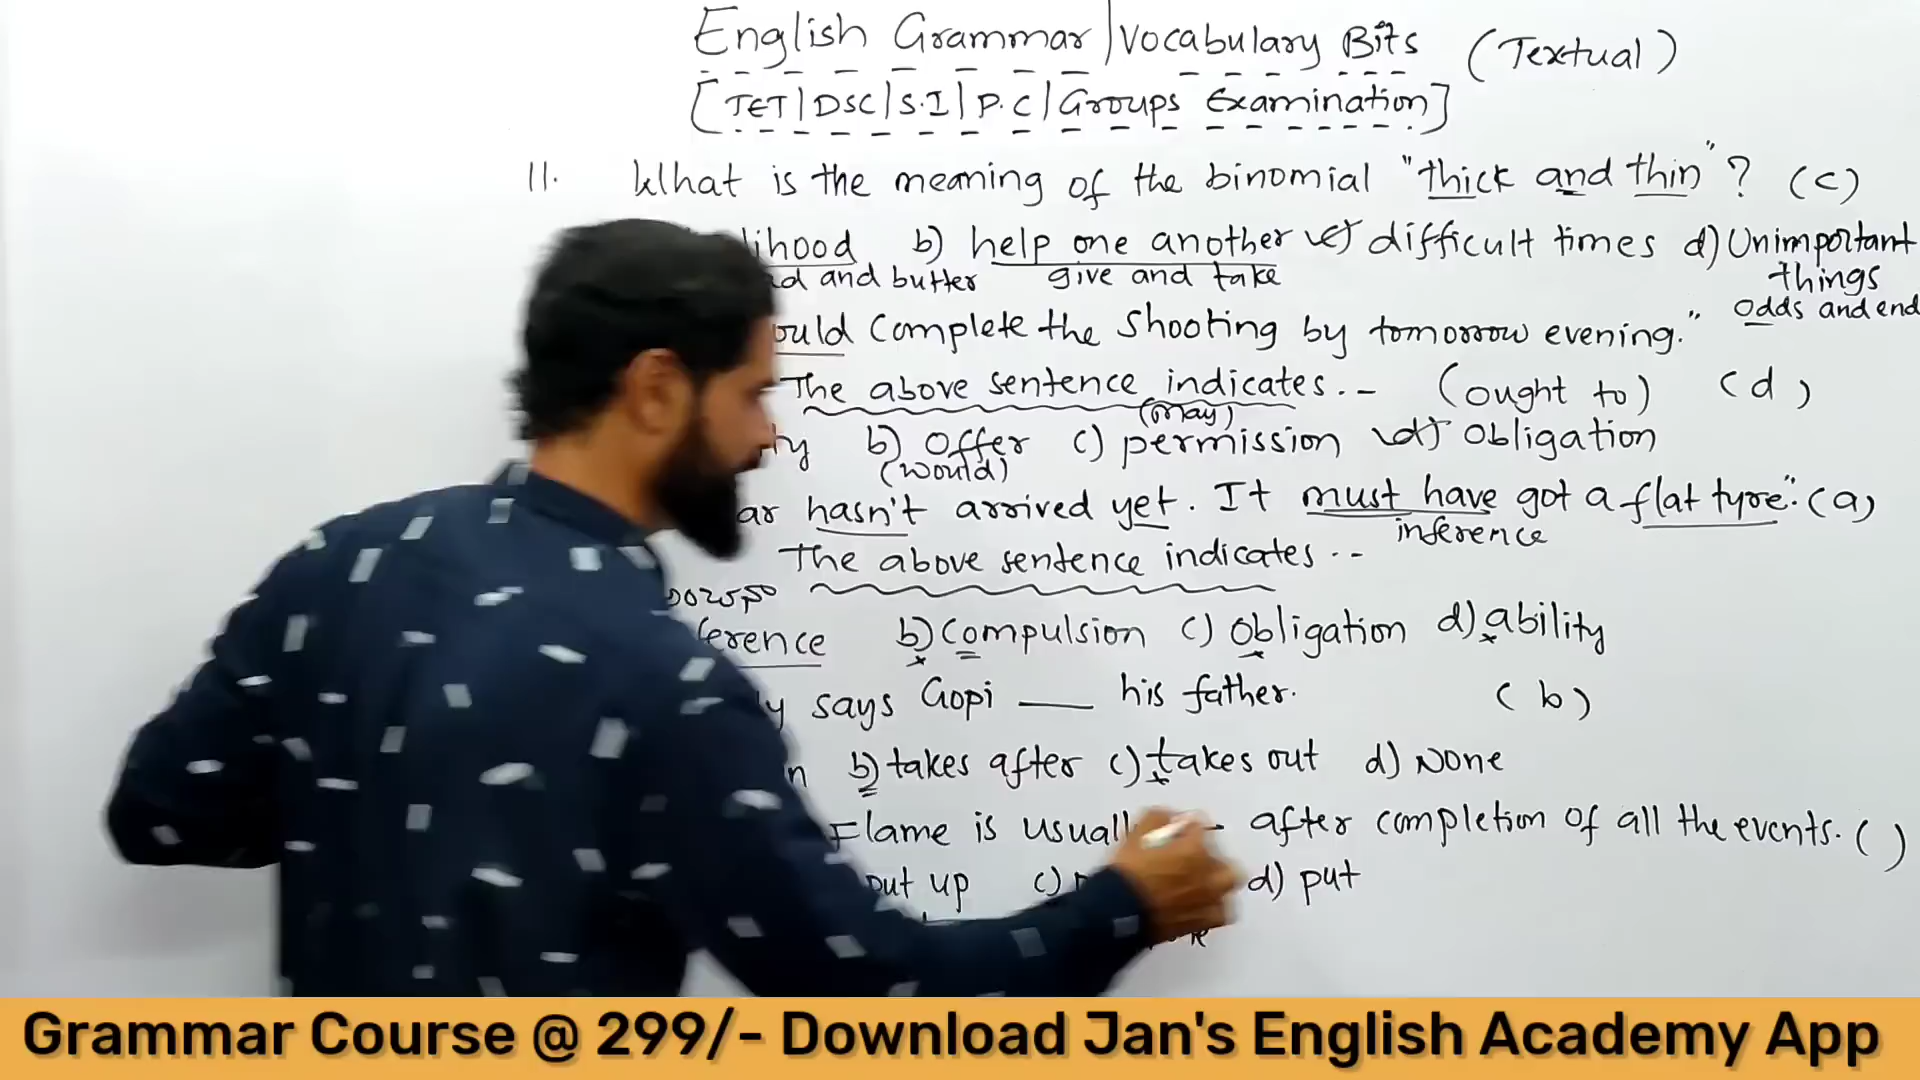 English Grammar | Vocabulary Bits (Textual)
[TET | DSC | S.I | P.C | Groups Examination]
11. What is the meaning of the binomial "thick and thin"? (c)
lihood b) help one another c) difficult times d) Unimportant things
d and butter give and take odds and end
ould complete the shooting by tomorrow evening."
The above sentence indicates... (ought to) (d)
(may)
ty b) offer c) permission d) obligation
(would)
ar hasn't arrived yet. It must have got a flat tyre". (a)
inference
The above sentence indicates...
erence b) compulsion c) obligation d) ability
y says Gopi ___ his father. (b)
n b) takes after c) takes out d) None
Flame is usuall after completion of all the events. ( )
put up c) d) put
Grammar Course @ 299/- Download Jan's English Academy App